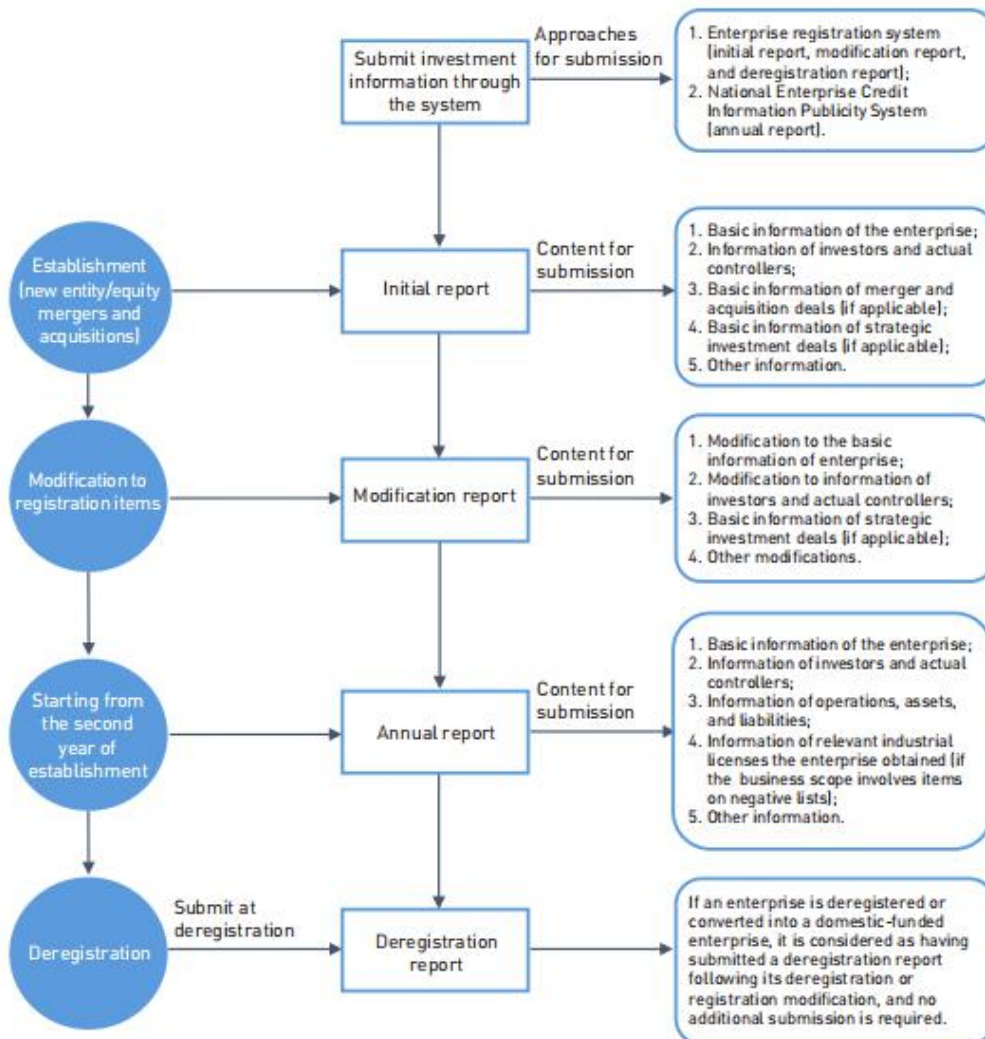 Submit investment
information through
the system
Approaches
for submission
1. Enterprise registration system
(initial report, modification report,
and deregistration report);
2. National Enterprise Credit
Information Publicity System
(annual report).
Establishment
(new entity/equity
mergers and
acquisitions)
Initial report
Content for
submission
1. Basic information of the enterprise;
2. Information of investors and actual
controllers;
3. Basic information of merger and
acquisition deals (if applicable);
4. Basic information of strategic
investment deals (if applicable);
5. Other information.
Modification to
registration items
Modification report
Content for
submission
1. Modification to the basic
information of enterprise;
2. Modification to information of
investors and actual controllers;
3. Basic information of strategic
investment deals (if applicable);
4. Other modifications.
Starting from
the second
year of
establishment
Annual report
Content for
submission
1. Basic information of the enterprise;
2. Information of investors and actual
controllers;
3. Information of operations, assets,
and liabilities;
4. Information of relevant industrial
licenses the enterprise obtained (if
the business scope involves items
on negative lists);
5. Other information.
Deregistration
Submit at
deregistration
Deregistration
report
If an enterprise is deregistered or
converted into a domestic-funded
enterprise, it is considered as having
submitted a deregistration report
following its deregistration or
registration modification, and no
additional submission is required.